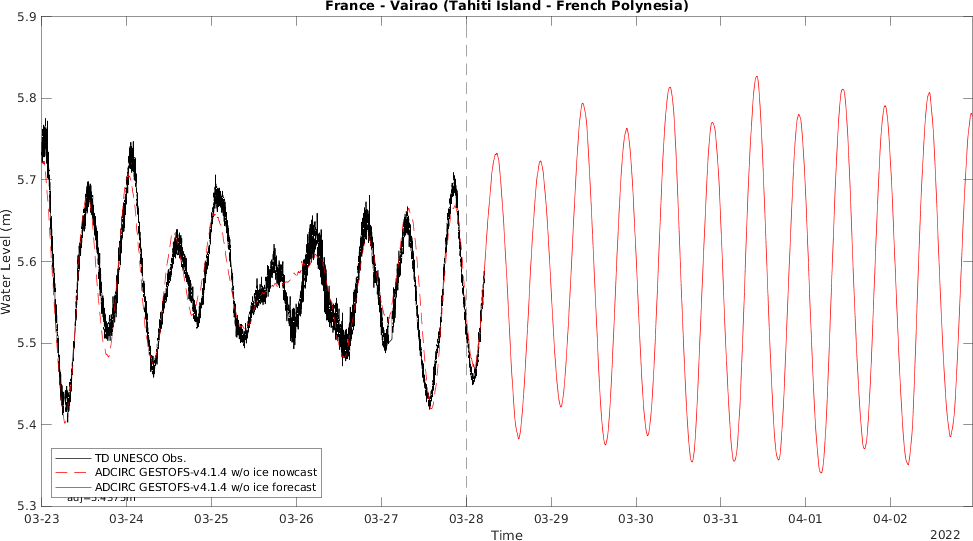 France - Vairao (Tahiti Island - French Polynesia)
5.9
5.8
5.7
5.6
5.5
5.4
5.3
Water Level (m)
TD UNESCO Obs.
ADCIRC GESTOFS-v4.1.4 w/o ice nowcast
ADCIRC GESTOFS-v4.1.4 w/o ice forecast
03-23 03-24 03-25 03-26 03-27 03-28 03-29 03-30 03-31 04-01 04-02
Time
2022